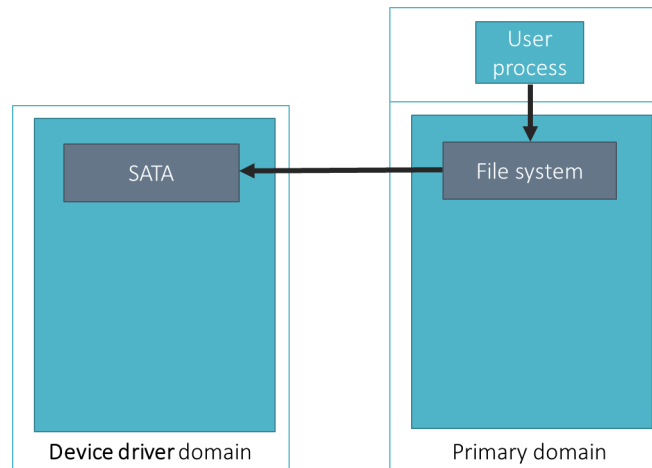 User
process
SATA
File system
Device driver domain
Primary domain